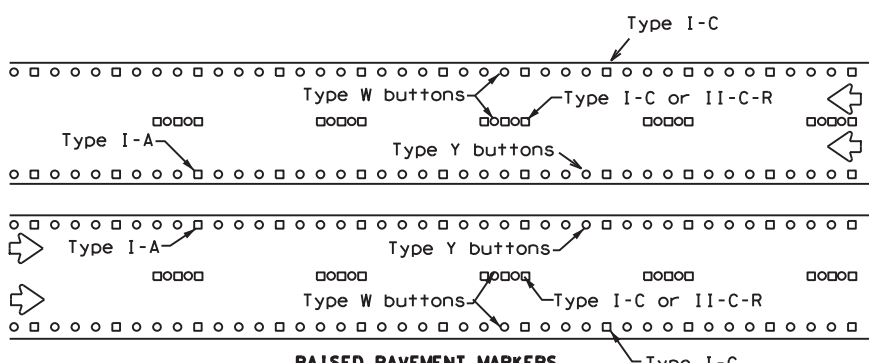 Type I-C
Type W buttons
Type I-C or II-C-R
Type I-A
Type Y buttons
Type I-A
Type Y buttons
Type W buttons
Type I-C or II-C-R
RAISED PAVEMENT MARKERS
Type I-C